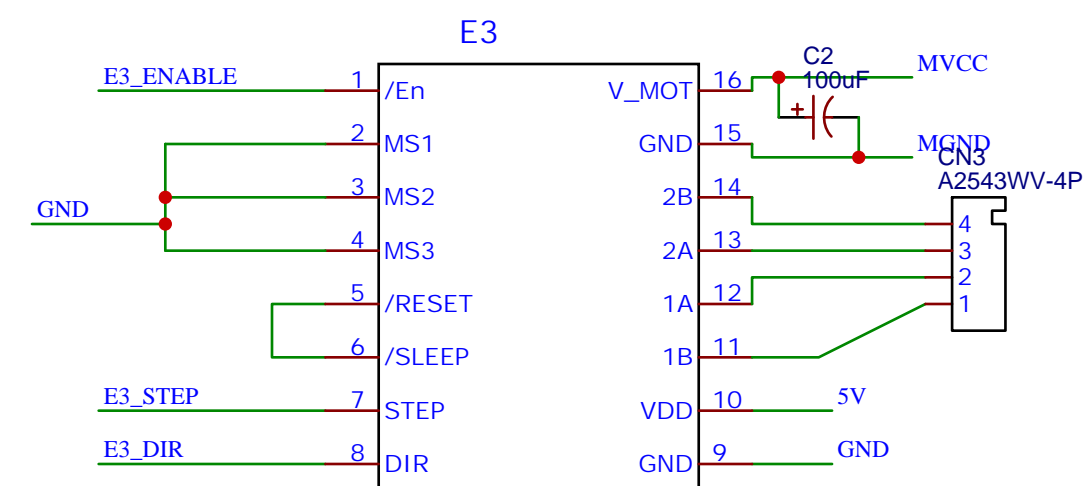 E3
E3_ENABLE 1 /En V_MOT 16 MVCC
C2
100uF
+
2 MS1 GND 15 MGND
CN3
A2543WV-4P
3 MS2 2B 14
GND
4 MS3 2A 13
4
3
2
1
5 /RESET 1A 12
6 /SLEEP 1B 11
E3_STEP 7 STEP VDD 10 5V
E3_DIR 8 DIR GND 9 GND